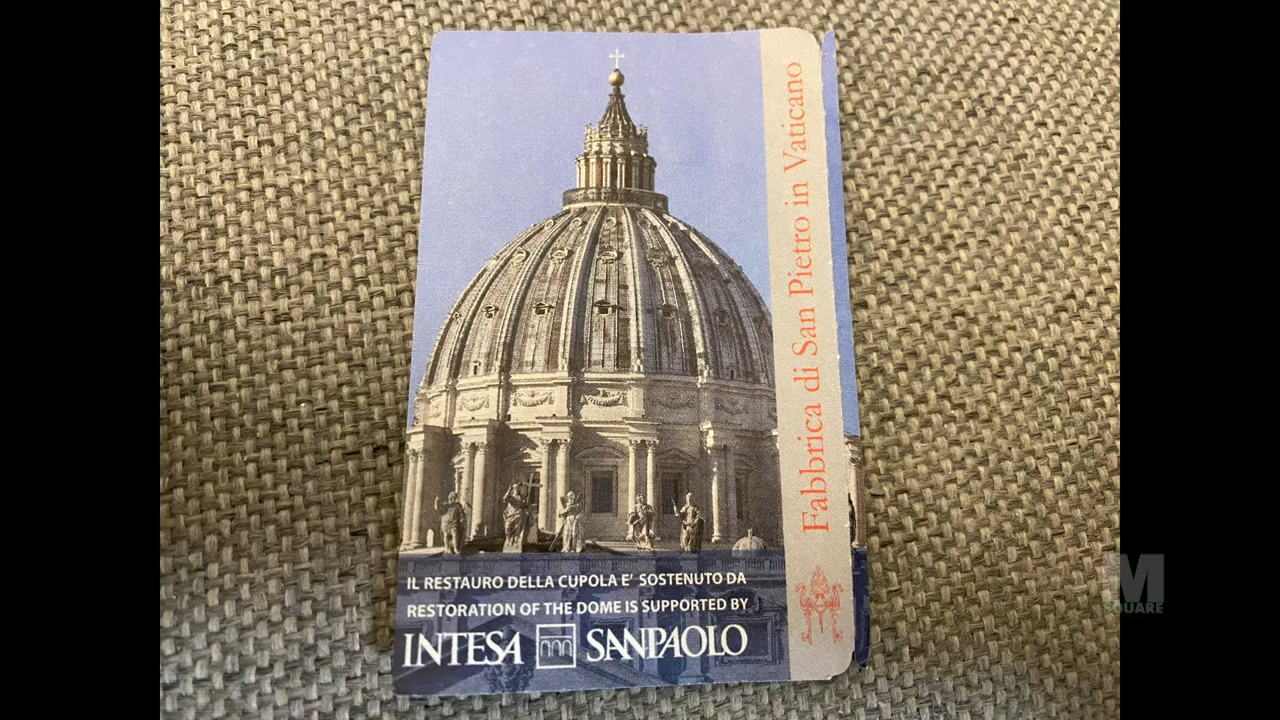 Fabbrica di San Pietro in Vaticano
IL RESTAURO DELLA CUPOLA E' SOSTENUTO DA
RESTORATION OF THE DOME IS SUPPORTED BY
INTESA SANPAOLO
M
SQUARE